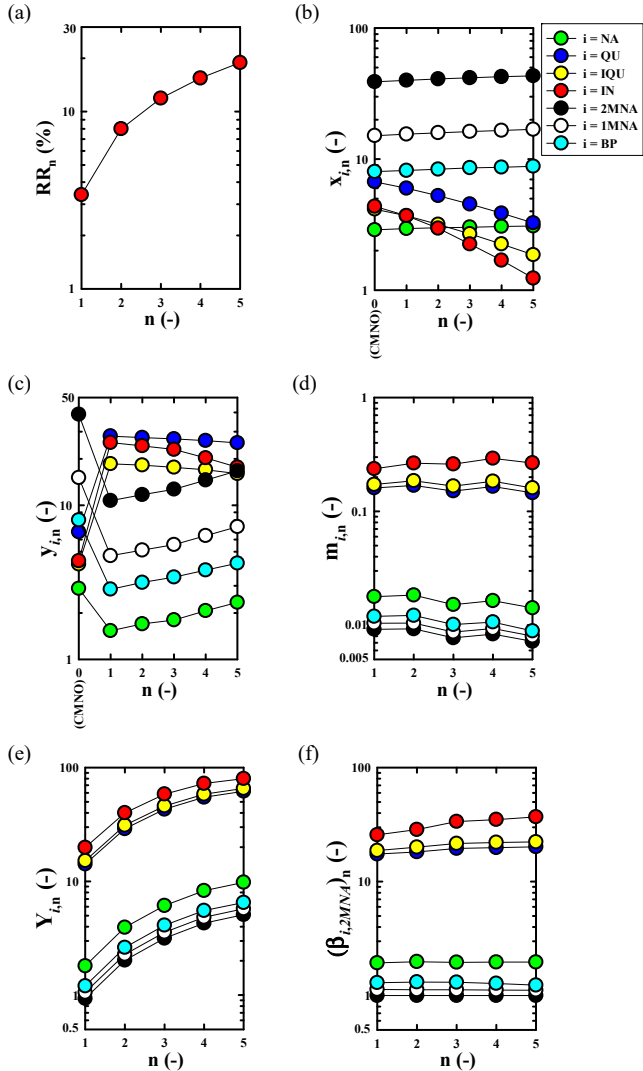 (a)
30
10
1
RRn (%)
1 2 3 4 5
n (-)
(b)
100
10
1
xi,n (-)
0 1 2 3 4 5
(CMNO)
n (-)
i = NA
i = QU
i = IQU
i = IN
i = 2MNA
i = 1MNA
i = BP
(c)
50
10
1
yi,n (-)
0 1 2 3 4 5
(CMNO)
n (-)
(d)
1
0.1
0.01
0.005
mi,n (-)
1 2 3 4 5
n (-)
(e)
100
10
1
0.5
Yi,n (-)
1 2 3 4 5
n (-)
(f)
100
10
1
0.5
(βi,2MNA)n (-)
1 2 3 4 5
n (-)